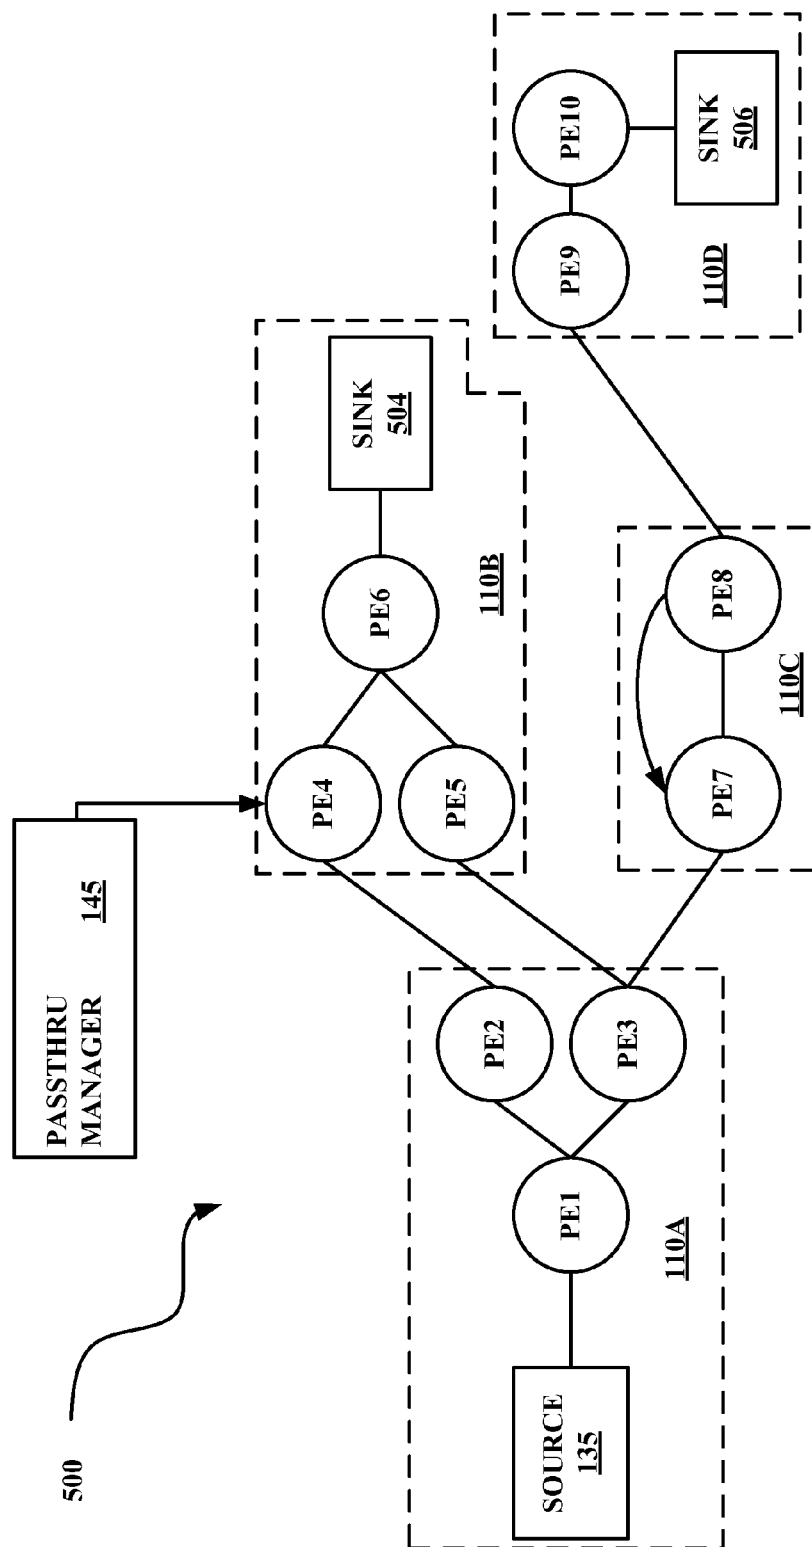 500
PASSTHRU
MANAGER
145
SOURCE
135
PE1
PE2
PE3
110A
PE4
PE5
PE6
SINK
504
110B
PE7
PE8
110C
PE9
PE10
SINK
506
110D